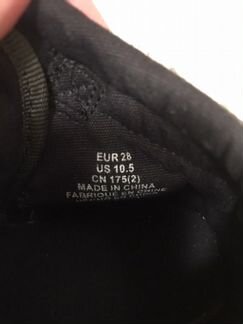 EUR 28
US 10.5
CN 175(2)
MADE IN CHINA
FABRIQUÉ EN CHINE